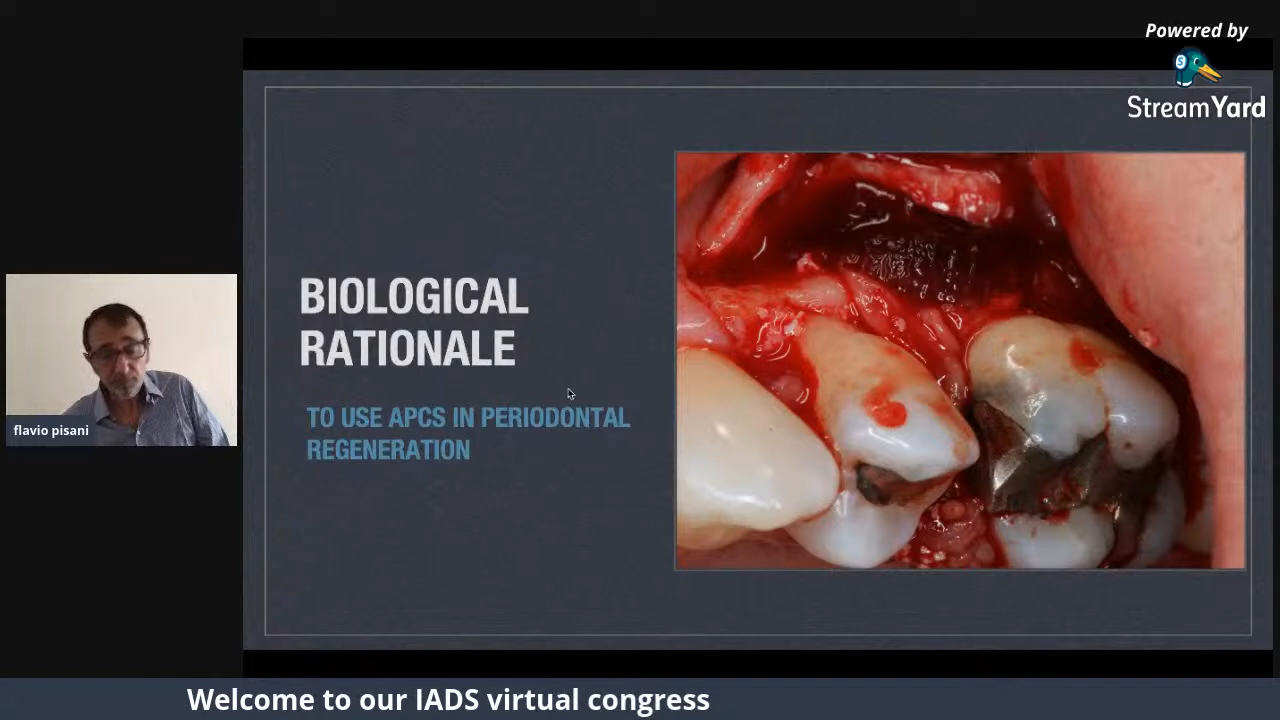 Powered by
StreamYard
BIOLOGICAL
RATIONALE
TO USE APCS IN PERIODONTAL
REGENERATION
flavio pisani
Welcome to our IADS virtual congress